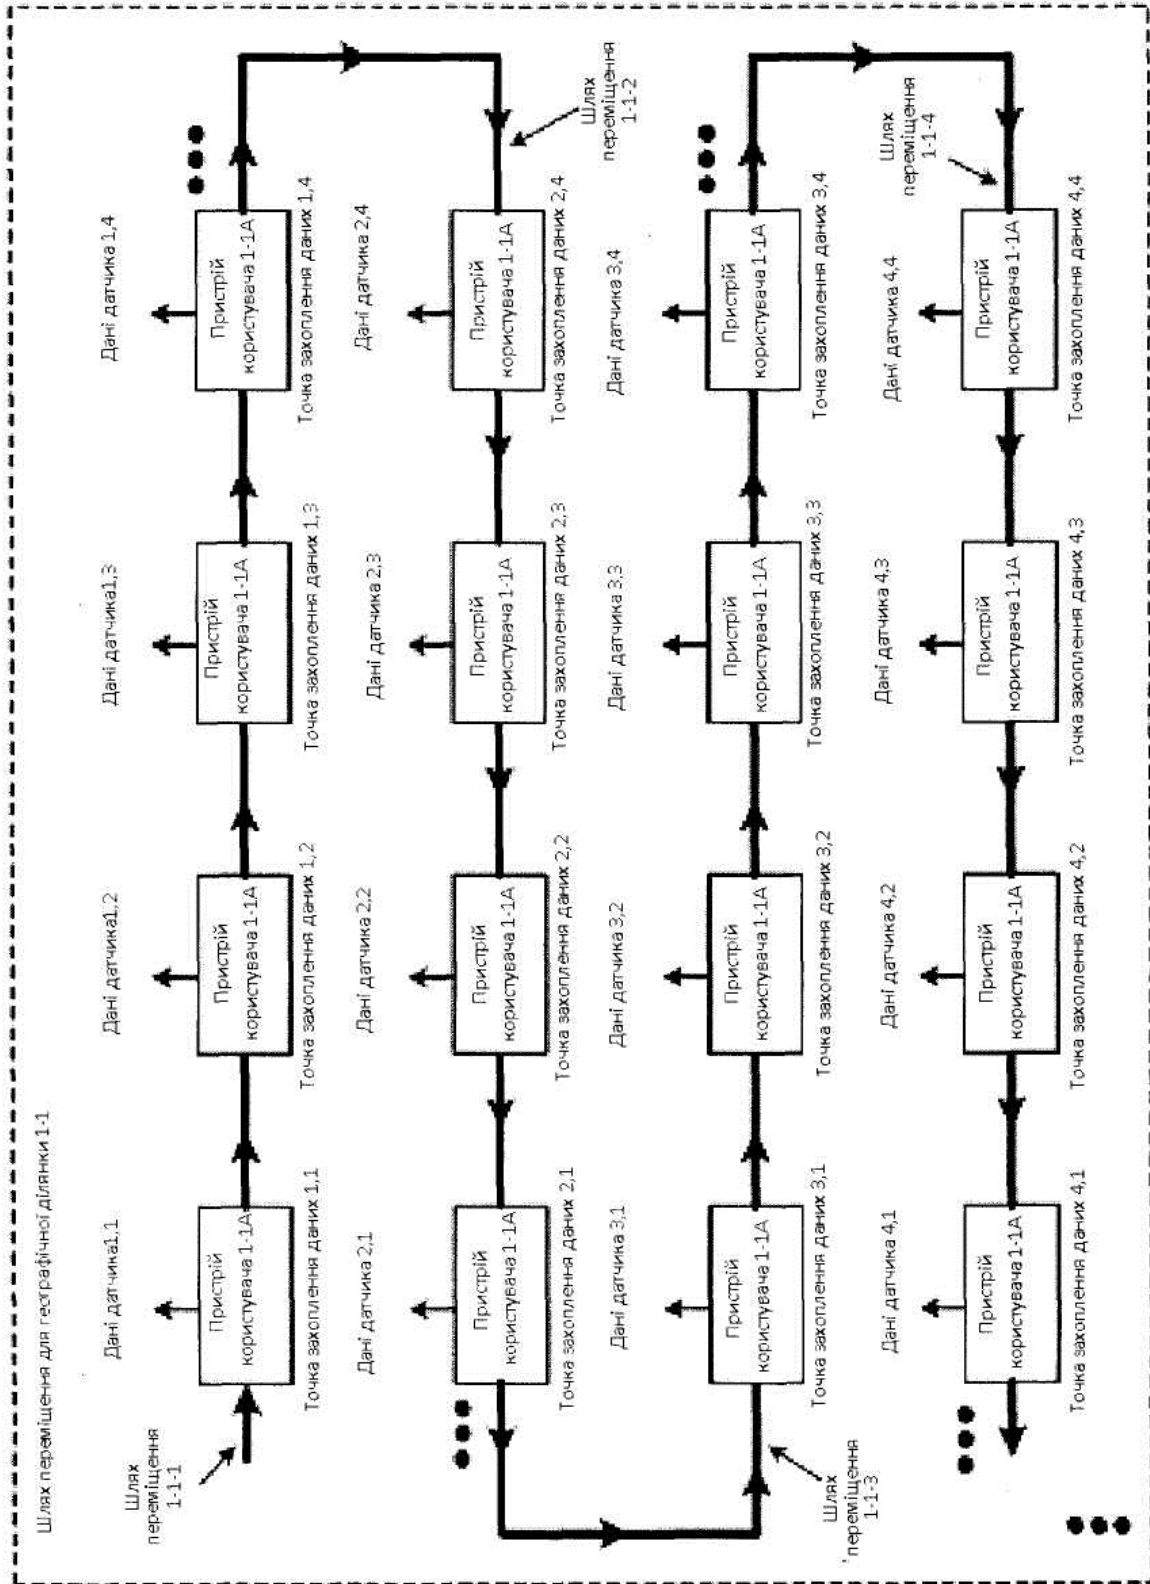 Шлях переміщення для географічної ділянки 1-1
Шлях
переміщення
1-1-1
Дані датчика1,1
Дані датчика1,2
Дані датчика1,3
Дані датчика 1,4
Пристрій
користувача 1-1А
Пристрій
користувача 1-1А
Пристрій
користувача 1-1А
Пристрій
користувача 1-1А
Точка захоплення даних 1,1
Точка захоплення даних 1,2
Точка захоплення даних 1,3
Точка захоплення даних 1,4
Дані датчика 2,1
Дані датчика 2,2
Дані датчика 2,3
Дані датчика 2,4
Шлях
переміщення
1-1-2
Пристрій
користувача 1-1А
Пристрій
користувача 1-1А
Пристрій
користувача 1-1А
Пристрій
користувача 1-1А
Точка захоплення даних 2,1
Точка захоплення даних 2,2
Точка захоплення даних 2,3
Точка захоплення даних 2,4
Дані датчика 3,1
Дані датчика 3,2
Дані датчика 3,3
Дані датчика 3,4
Пристрій
користувача 1-1А
Пристрій
користувача 1-1А
Пристрій
користувача 1-1А
Пристрій
користувача 1-1А
Шлях
переміщення
1-1-3
Точка захоплення даних 3,1
Точка захоплення даних 3,2
Точка захоплення даних 3,3
Точка захоплення даних 3,4
Дані датчика 4,1
Дані датчика 4,2
Дані датчика 4,3
Дані датчика 4,4
Шлях
переміщення
1-1-4
Пристрій
користувача 1-1А
Пристрій
користувача 1-1А
Пристрій
користувача 1-1А
Пристрій
користувача 1-1А
Точка захоплення даних 4,1
Точка захоплення даних 4,2
Точка захоплення даних 4,3
Точка захоплення даних 4,4